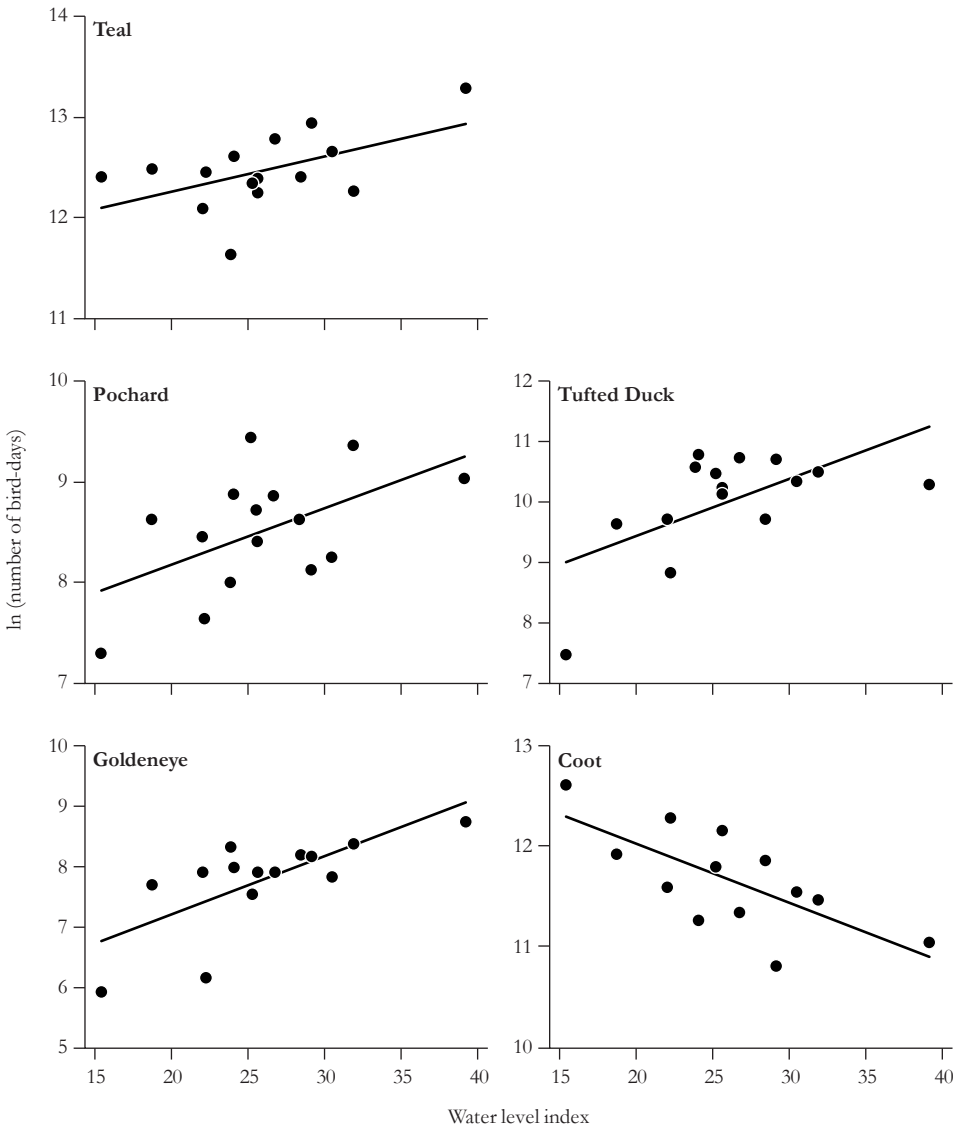 Teal
14
13
12
11
Pochard
10
9
8
7
Tufted Duck
12
11
10
9
8
7
ln (number of bird-days)
Goldeneye
10
9
8
7
6
5
15 20 25 30 35 40
Coot
13
12
11
10
15 20 25 30 35 40
Water level index